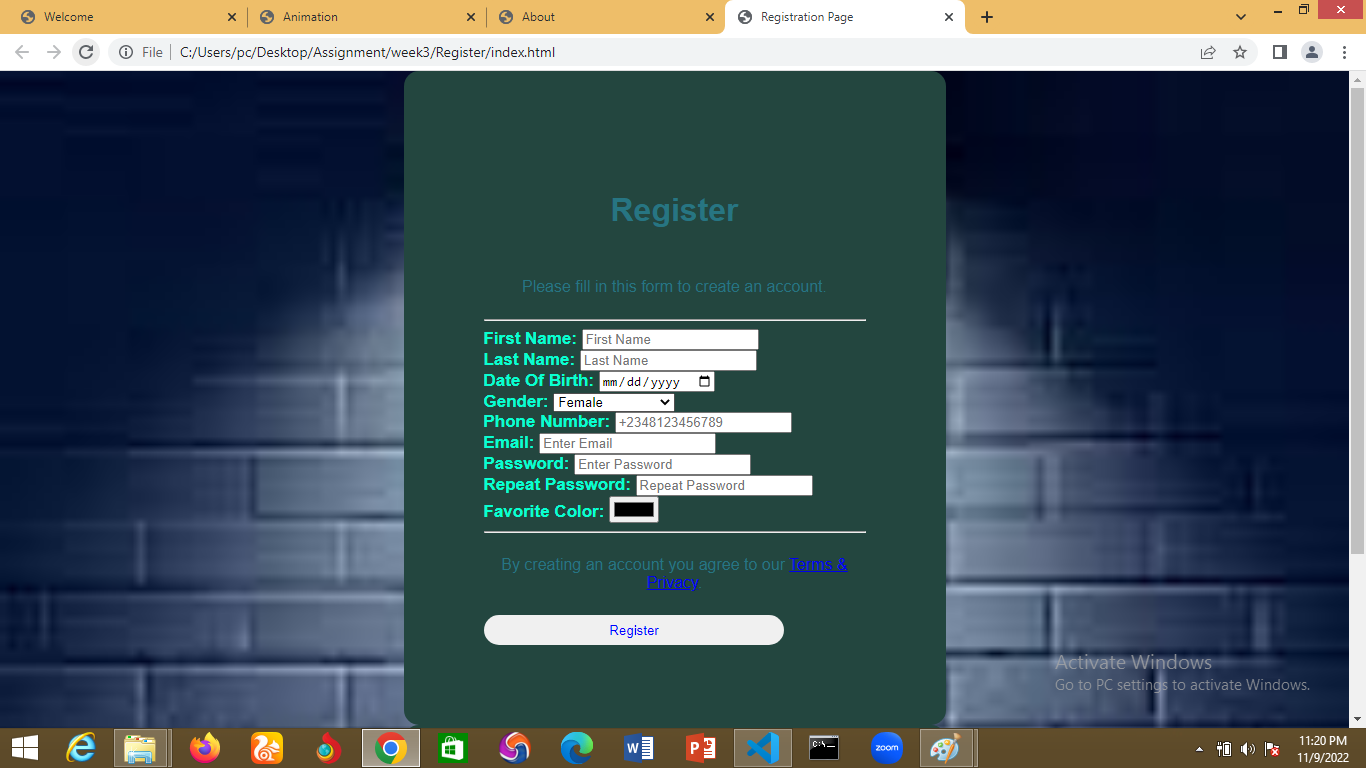 Welcome
Animation
About
Registration Page
File
C:/Users/pc/Desktop/Assignment/week3/Register/index.html
Register
Please fill in this form to create an account.
First Name: First Name
Last Name: Last Name
Date Of Birth: mm/dd/yyyy
Gender: Female
Phone Number: +2348123456789
Email: Enter Email
Password: Enter Password
Repeat Password: Repeat Password
Favorite Color:
By creating an account you agree to our Terms &
Privacy
Register
Activate Windows
Go to PC settings to activate Windows.
zoom
11:20 PM
11/9/2022